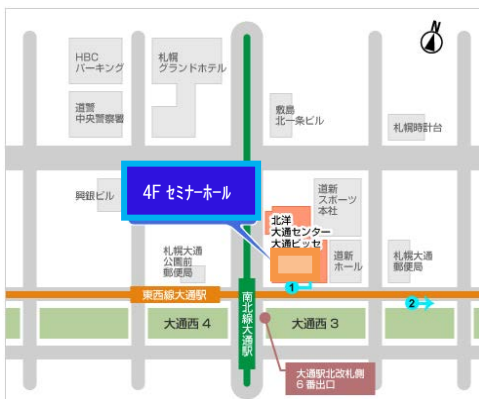 N
HBC
パーキング
札幌
グランドホテル
道警
中央警察署
敷島
北一条ビル
札幌時計台
興銀ビル
4F セミナーホール
道新
スポーツ
本社
北洋
大通センター
大通ビッセ
札幌大通
公園前
郵便局
道新
ホール
札幌大通
郵便局
1
東西線大通駅
2
南北線大通駅
大通西4
大通西3
大通駅北改札側
6番出口